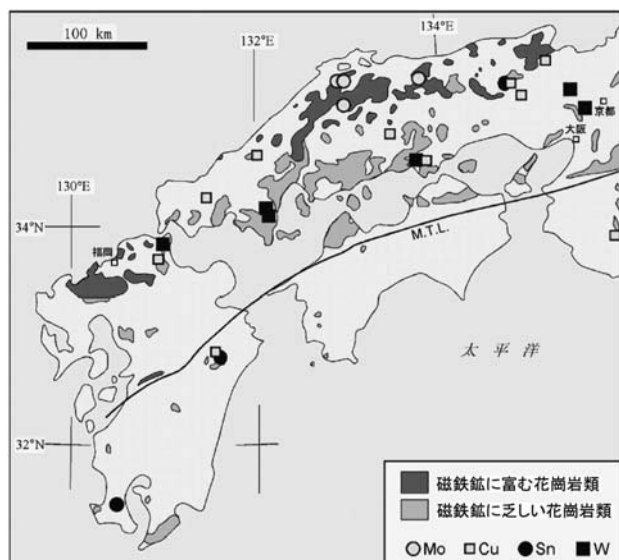 100 km
132°E
134°E
京都
大阪
130°E
34°N
福岡
M.T.L.
太平洋
32°N
磁鉄鉱に富む花崗岩類
磁鉄鉱に乏しい花崗岩類
Mo Cu Sn W